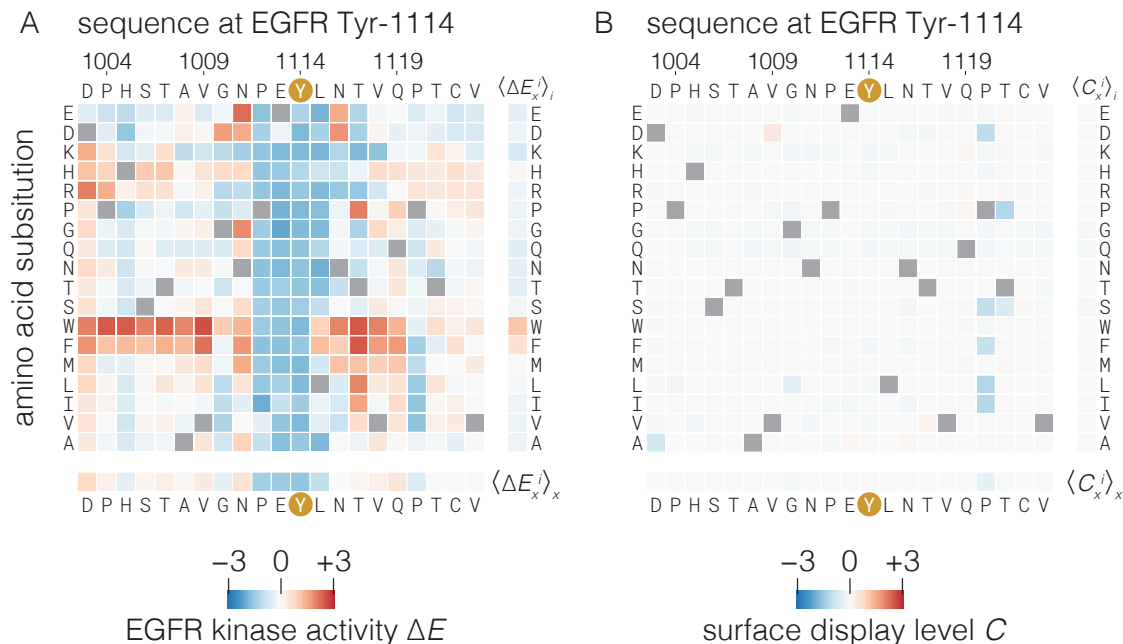 A sequence at EGFR Tyr-1114
1004 1009 1114 1119
D P H S T A V G N P E Y L N T V Q P T C V ⟨ΔE_x^i⟩_i
amino acid substitution
E E
D D
K K
H H
R R
P P
G G
Q Q
N N
T T
S S
W W
F F
M M
L L
I I
V V
A A
⟨ΔE_x^i⟩_x
D P H S T A V G N P E Y L N T V Q P T C V
−3 0 +3
EGFR kinase activity ΔE
B sequence at EGFR Tyr-1114
1004 1009 1114 1119
D P H S T A V G N P E Y L N T V Q P T C V ⟨C_x^i⟩_i
E E
D D
K K
H H
R R
P P
G G
Q Q
N N
T T
S S
W W
F F
M M
L L
I I
V V
A A
⟨C_x^i⟩_x
D P H S T A V G N P E Y L N T V Q P T C V
−3 0 +3
surface display level C